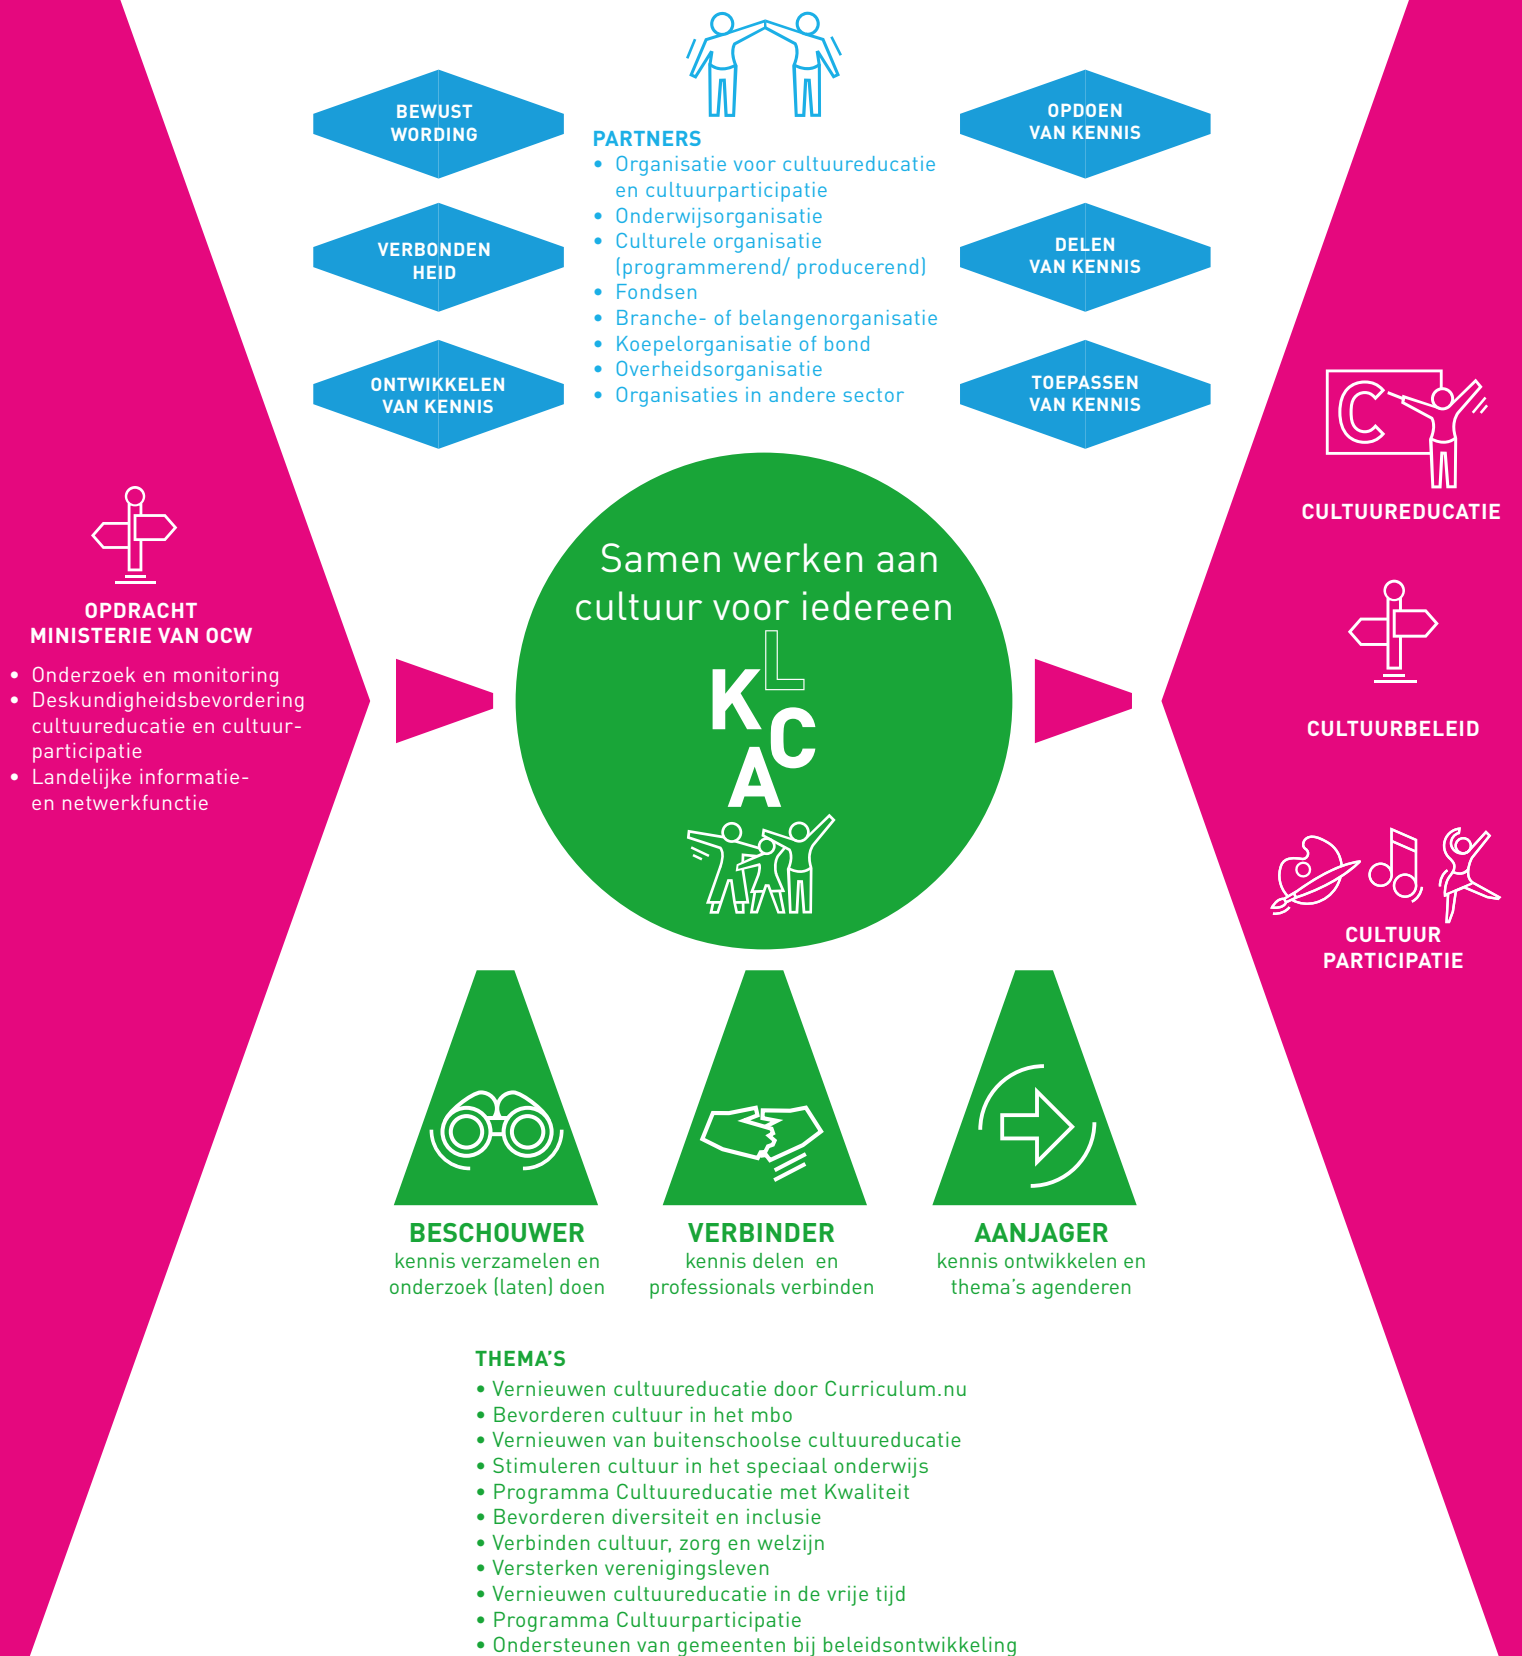 BEWUST
WORDING
VERBONDEN
HEID
ONTWIKKELEN
VAN KENNIS
PARTNERS
• Organisatie voor cultuureducatie
en cultuurparticipatie
• Onderwijsorganisatie
• Culturele organisatie
(programmerend/ producerend)
• Fondsen
• Branche- of belangenorganisatie
• Koepelorganisatie of bond
• Overheidsorganisatie
• Organisaties in andere sector
OPDOEN
VAN KENNIS
DELEN
VAN KENNIS
TOEPASSEN
VAN KENNIS
OPDRACHT
MINISTERIE VAN OCW
• Onderzoek en monitoring
• Deskundigheidsbevordering
cultuureducatie en cultuur-
participatie
• Landelijke informatie-
en netwerkfunctie
Samen werken aan
cultuur voor iedereen
L
K
C
A
C
CULTUUREDUCATIE
CULTUURBELEID
CULTUUR
PARTICIPATIE
BESCHOUWER
kennis verzamelen en
onderzoek (laten) doen
VERBINDER
kennis delen en
professionals verbinden
AANJAGER
kennis ontwikkelen en
thema's agenderen
THEMA'S
• Vernieuwen cultuureducatie door Curriculum.nu
• Bevorderen cultuur in het mbo
• Vernieuwen van buitenschoolse cultuureducatie
• Stimuleren cultuur in het speciaal onderwijs
• Programma Cultuureducatie met Kwaliteit
• Bevorderen diversiteit en inclusie
• Verbinden cultuur, zorg en welzijn
• Versterken verenigingsleven
• Vernieuwen cultuureducatie in de vrije tijd
• Programma Cultuurparticipatie
• Ondersteunen van gemeenten bij beleidsontwikkeling